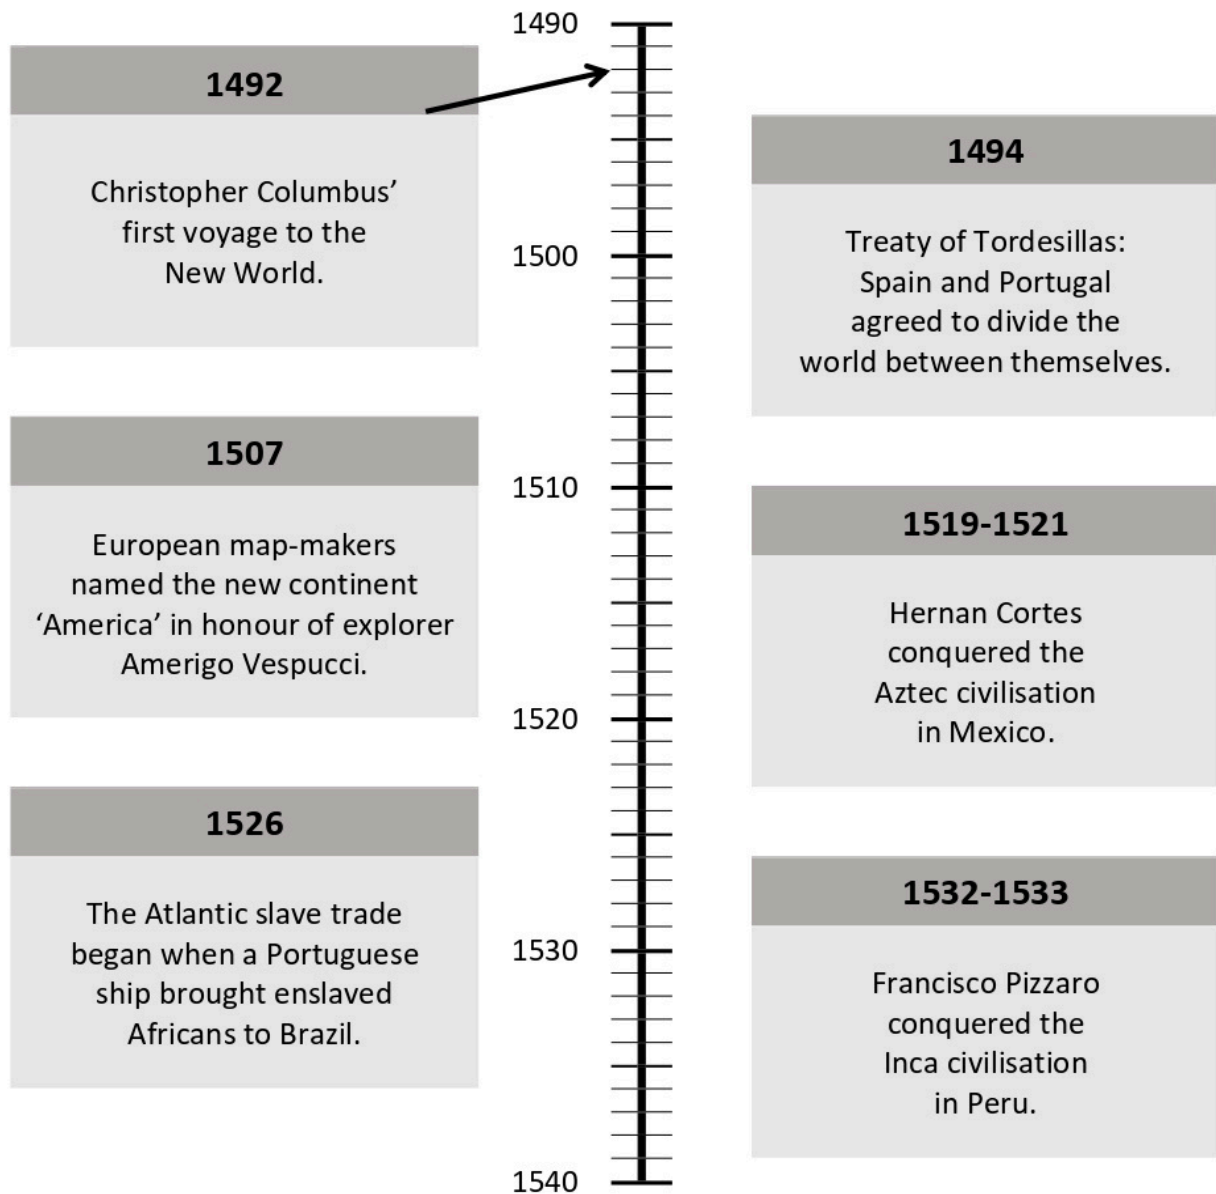 1490
1492
Christopher Columbus’
first voyage to the
New World.
1494
Treaty of Tordesillas:
Spain and Portugal
agreed to divide the
world between themselves.
1500
1507
European map-makers
named the new continent
‘America’ in honour of explorer
Amerigo Vespucci.
1510
1519-1521
Hernan Cortes
conquered the
Aztec civilisation
in Mexico.
1520
1526
The Atlantic slave trade
began when a Portuguese
ship brought enslaved
Africans to Brazil.
1530
1532-1533
Francisco Pizzaro
conquered the
Inca civilisation
in Peru.
1540